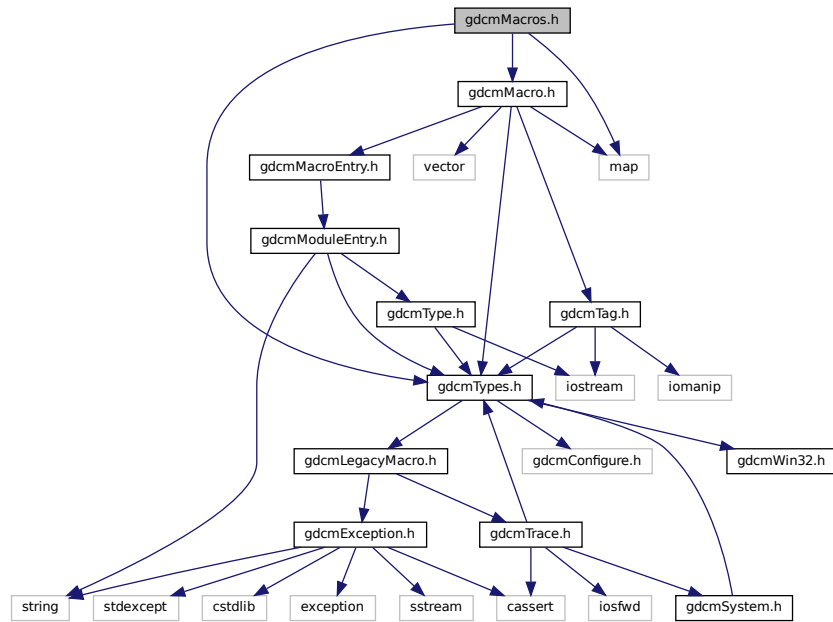 gdcmMacros.h
gdcmMacro.h
gdcmMacroEntry.h
vector
map
gdcmModuleEntry.h
gdcmType.h
gdcmTag.h
gdcmTypes.h
iostream
iomanip
gdcmLegacyMacro.h
gdcmConfigure.h
gdcmWin32.h
gdcmException.h
gdcmTrace.h
string
stdexcept
cstdlib
exception
sstream
cassert
iosfwd
gdcmSystem.h